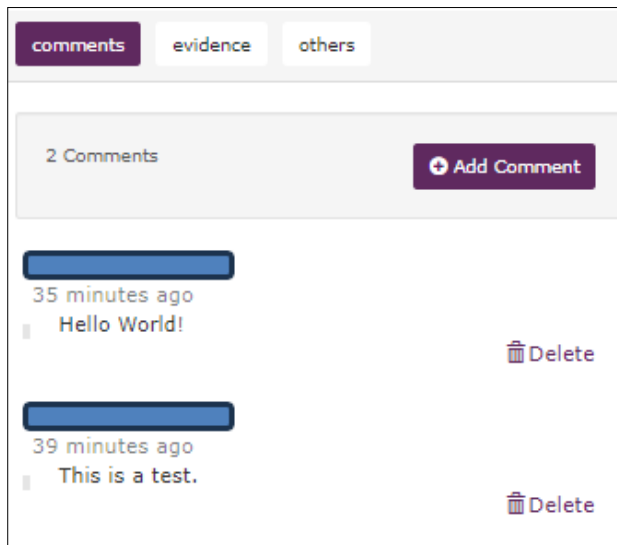 comments evidence others
2 Comments Add Comment
35 minutes ago
Hello World!
Delete
39 minutes ago
This is a test.
Delete